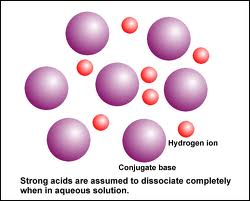 Hydrogen ion
Conjugate base
Strong acids are assumed to dissociate completely
when in aqueous solution.